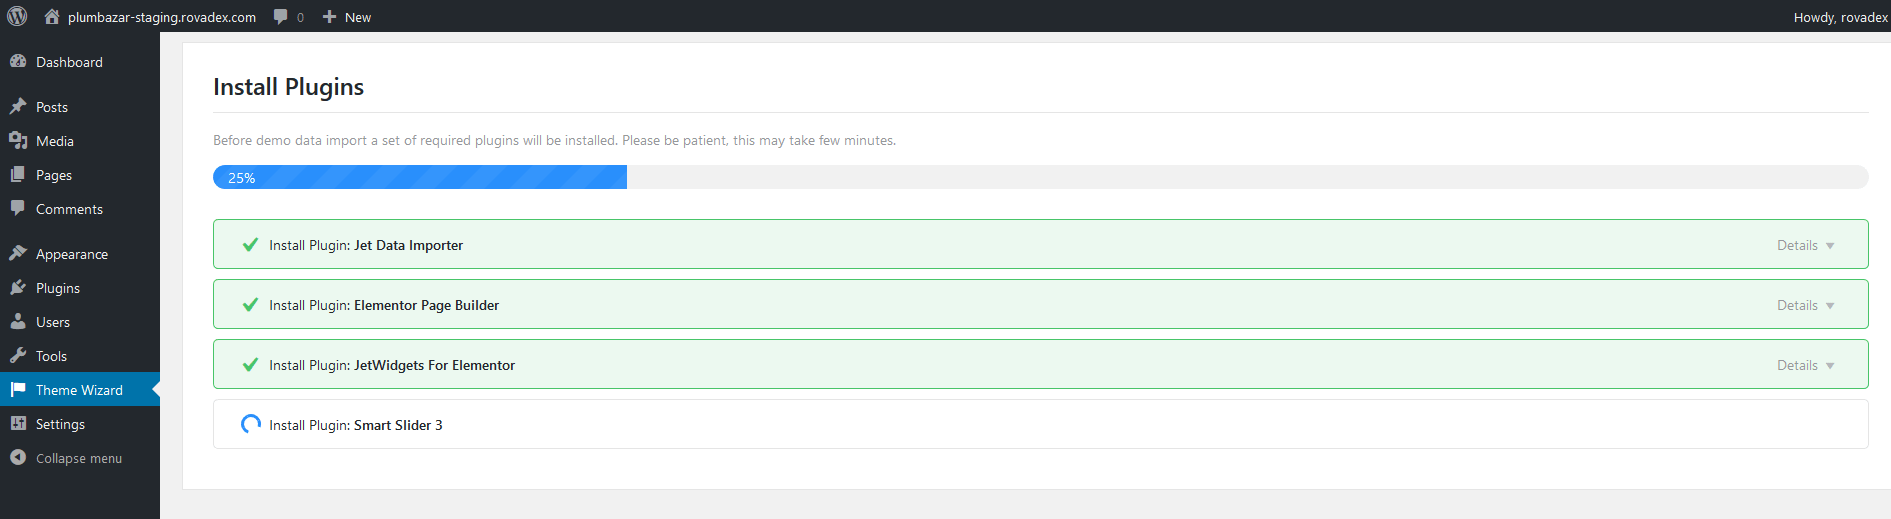 plumbazar-staging.rovadex.com 0 New Howdy, rovadex
Dashboard
Posts
Media
Pages
Comments
Appearance
Plugins
Users
Tools
Theme Wizard
Settings
Collapse menu
Install Plugins
Before demo data import a set of required plugins will be installed. Please be patient, this may take few minutes.
25%
Install Plugin: Jet Data Importer Details
Install Plugin: Elementor Page Builder Details
Install Plugin: JetWidgets For Elementor Details
Install Plugin: Smart Slider 3